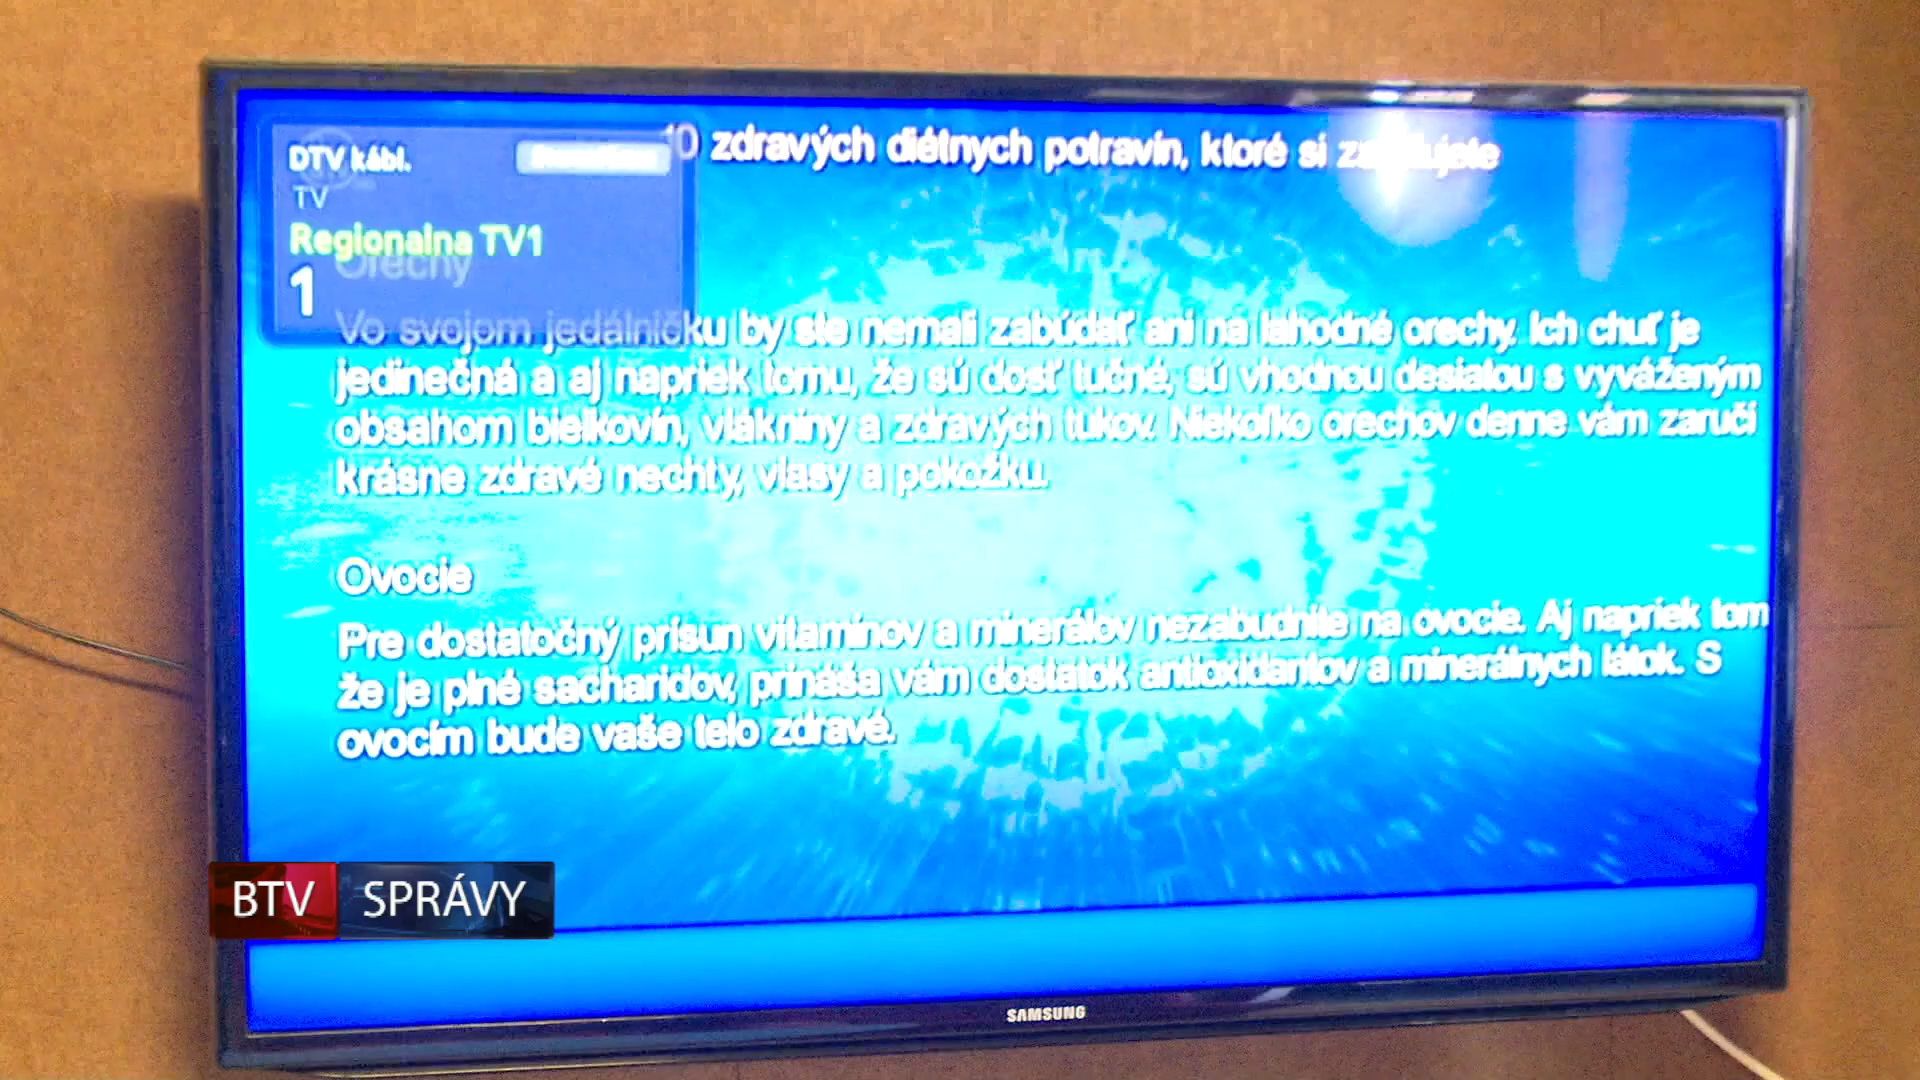 10 zdravých diétnych potravín, ktoré si
DTV kábl.
TV
Regionalna TV1
1
Orechy
Vo svojom jedálničku by ste nemali zabúdať ani na lahodné orechy. Ich chuť je
jedinečná a aj napriek tomu, že sú dosť tučné, sú vhodnou desiatou s vyváženým
obsahom bielkovín, vlákniny a zdravých tukov. Niekoľko orechov denne vám zaručí
krásne zdravé nechty, vlasy a pokožku.
Ovocie
Pre dostatočný prísun vitamínov a minerálov nezabudnite na ovocie. Aj napriek tom
že je plné sacharidov, prináša vám dostatok antioxidantov a minerálnych látok. S
ovocím bude vaše telo zdravé.
BTV SPRÁVY
SAMSUNG